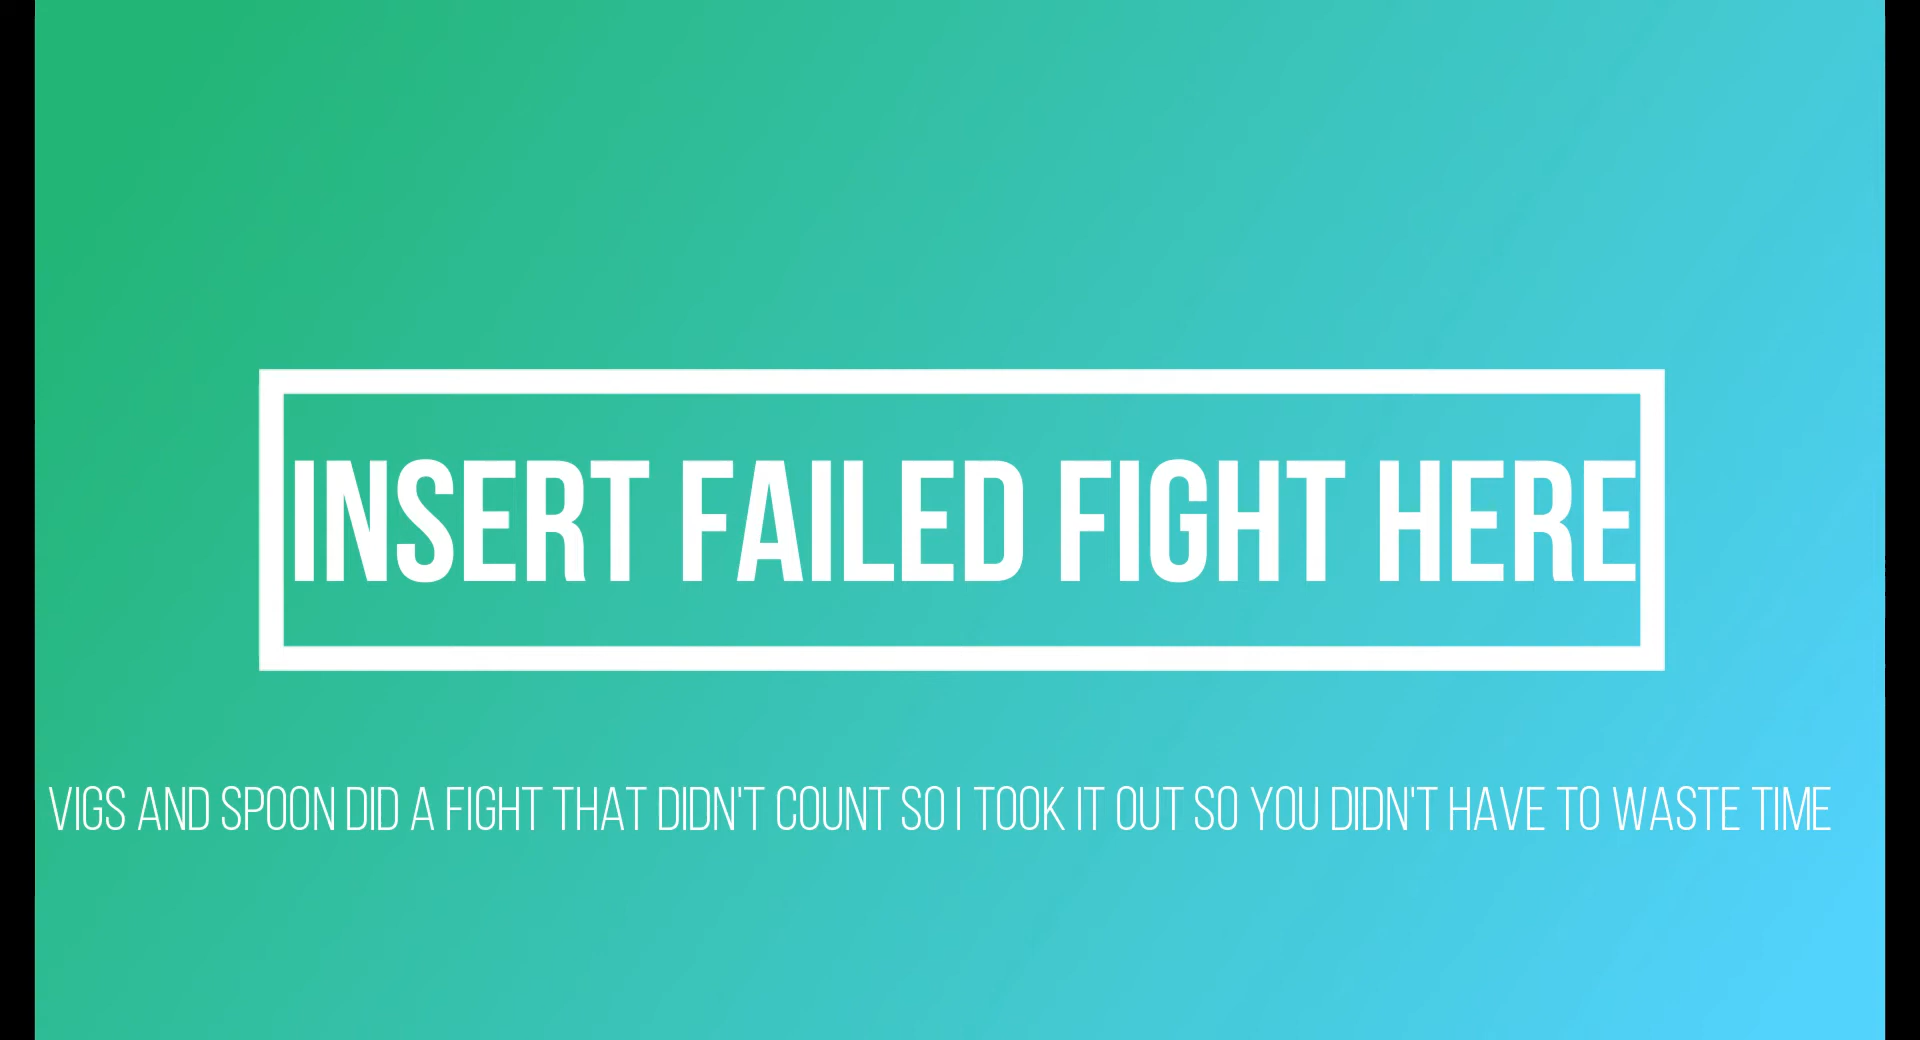 INSERT FAILED FIGHT HERE
VIGS AND SPOON DID A FIGHT THAT DIDN'T COUNT SO I TOOK IT OUT SO YOU DIDN'T HAVE TO WASTE TIME